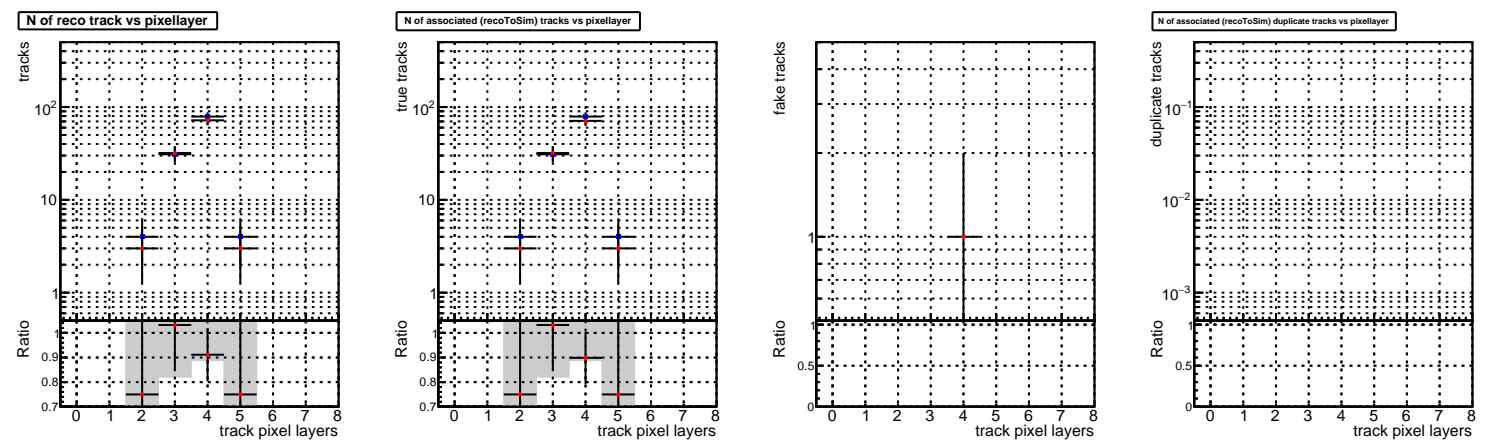 N of reco track vs pixellayer
tracks
10²
10
1
Ratio
1
0.9
0.8
0.7
0 1 2 3 4 5 6 7 8
track pixel layers
N of associated (recoToSim) tracks vs pixellayer
true tracks
10²
10
1
Ratio
1
0.9
0.8
0.7
0 1 2 3 4 5 6 7 8
track pixel layers
fake tracks
1
Ratio
1
0.5
0
0 1 2 3 4 5 6 7 8
track pixel layers
N of associated (recoToSim) duplicate tracks vs pixellayer
duplicate tracks
10⁻¹
10⁻²
10⁻³
Ratio
1
0.5
0
0 1 2 3 4 5 6 7 8
track pixel layers